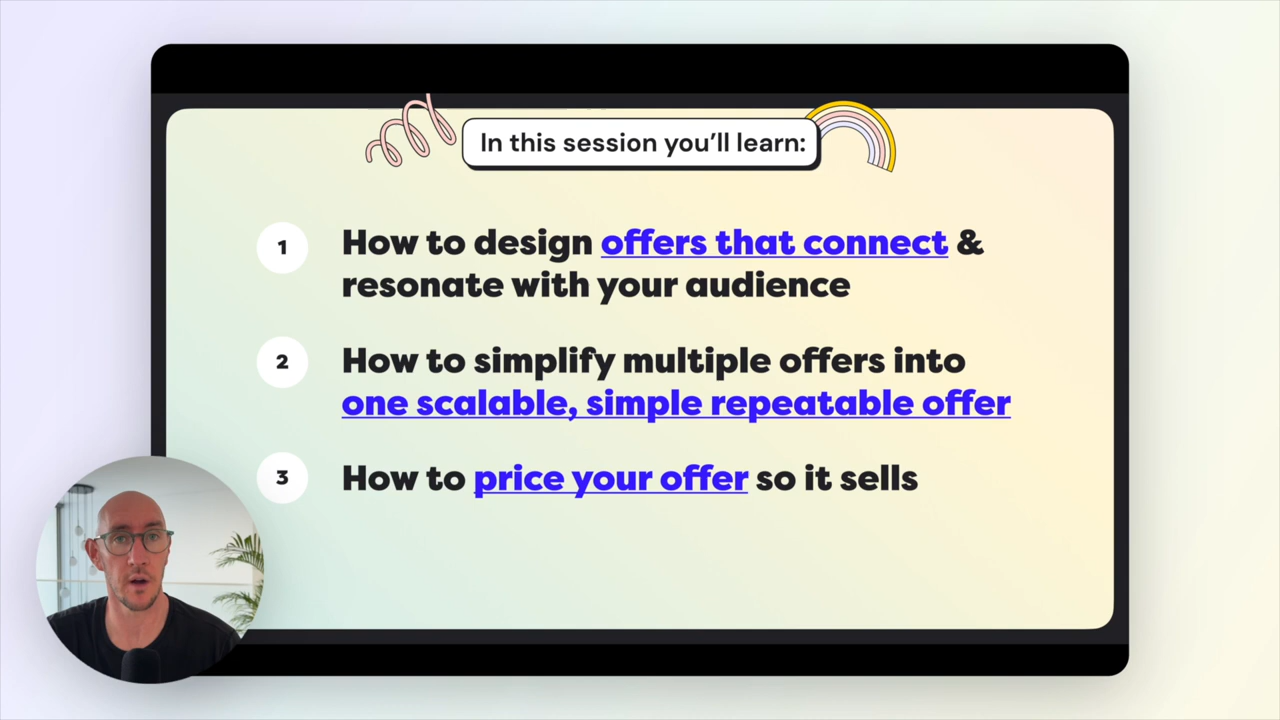 In this session you'll learn:
1
How to design offers that connect &
resonate with your audience
2
How to simplify multiple offers into
one scalable, simple repeatable offer
3
How to price your offer so it sells